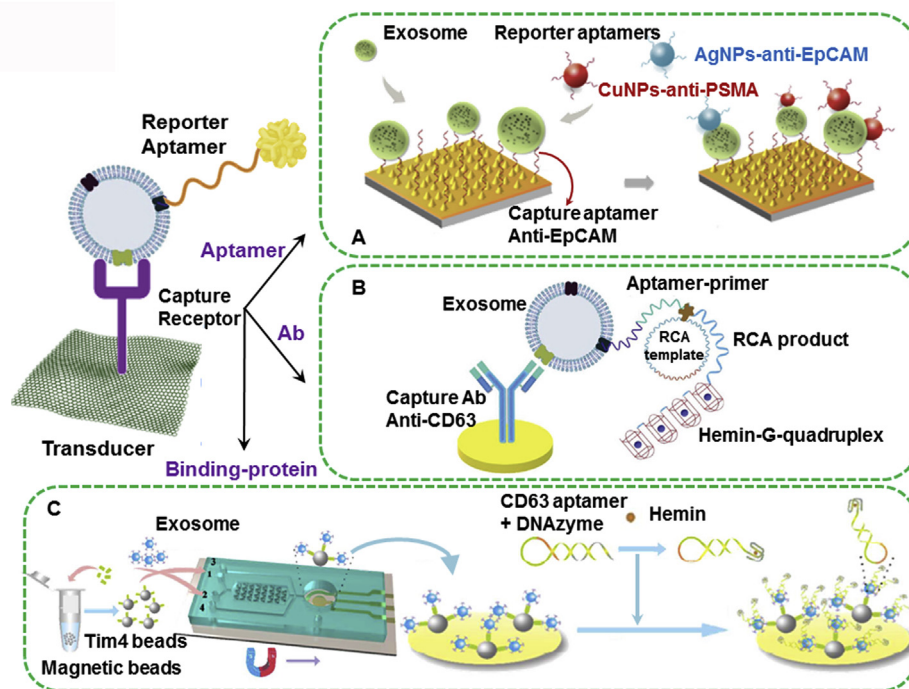 Reporter
Aptamer
Capture
Receptor
Transducer
Aptamer
Ab
Binding-protein
Exosome
Reporter aptamers
AgNPs-anti-EpCAM
CuNPs-anti-PSMA
Capture aptamer
Anti-EpCAM
A
B
Exosome
Aptamer-primer
RCA
template
RCA product
Capture Ab
Anti-CD63
Hemin-G-quadruplex
C
Exosome
3
1
2
4
Tim4 beads
Magnetic beads
CD63 aptamer
+ DNAzyme
Hemin